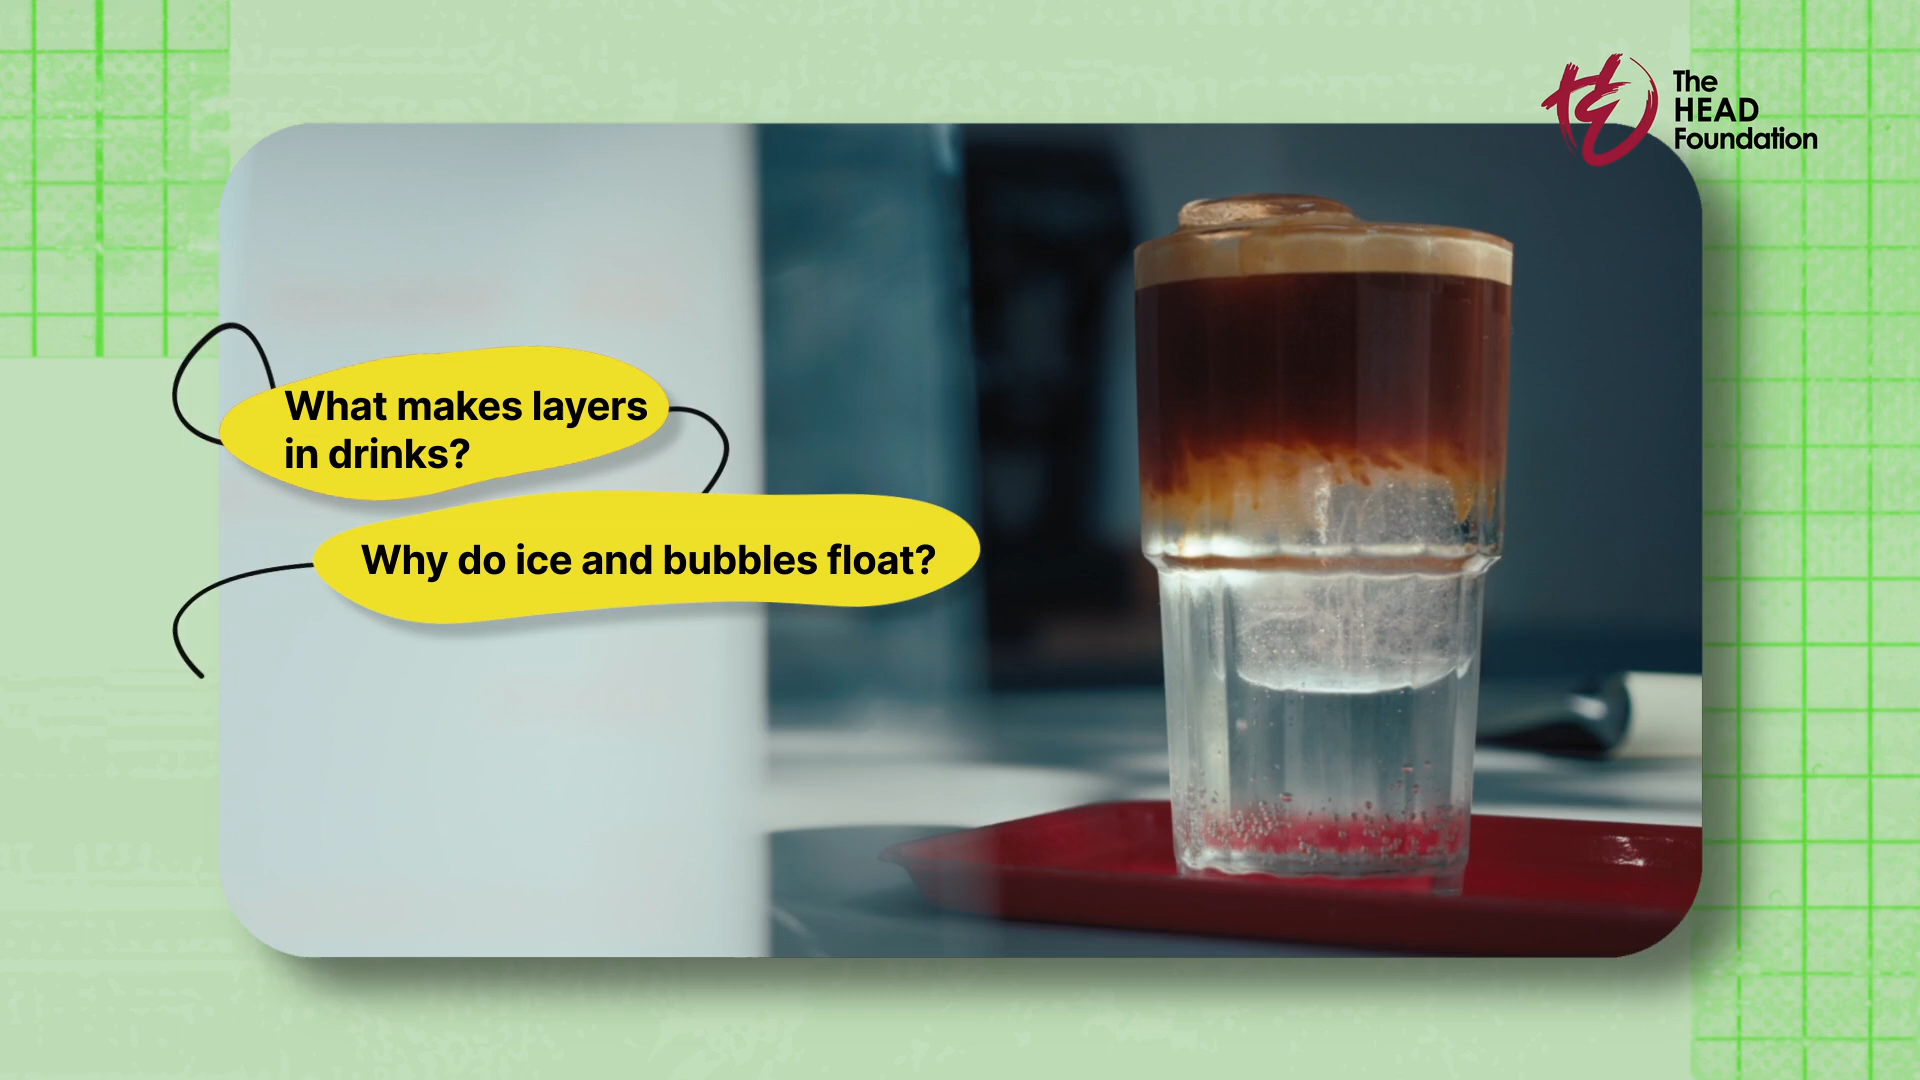 The
HEAD
Foundation
What makes layers
in drinks?
Why do ice and bubbles float?